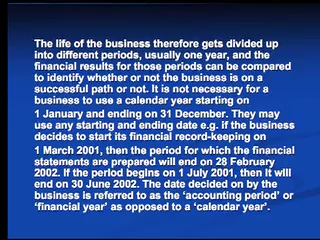 The life of the business therefore gets divided up
into different periods, usually one year, and the
financial results for those periods can be compared
to identify whether or not the business is on a
successful path or not. It is not necessary for a
business to use a calendar year starting on
1 January and ending on 31 December. They may
use any starting and ending date e.g. if the business
decides to start its financial record-keeping on
1 March 2001, then the period for which the financial
statements are prepared will end on 28 February
2002. If the period begins on 1 July 2001, then it will
end on 30 June 2002. The date decided on by the
business is referred to as the ‘accounting period’ or
‘financial year’ as opposed to a ‘calendar year’.